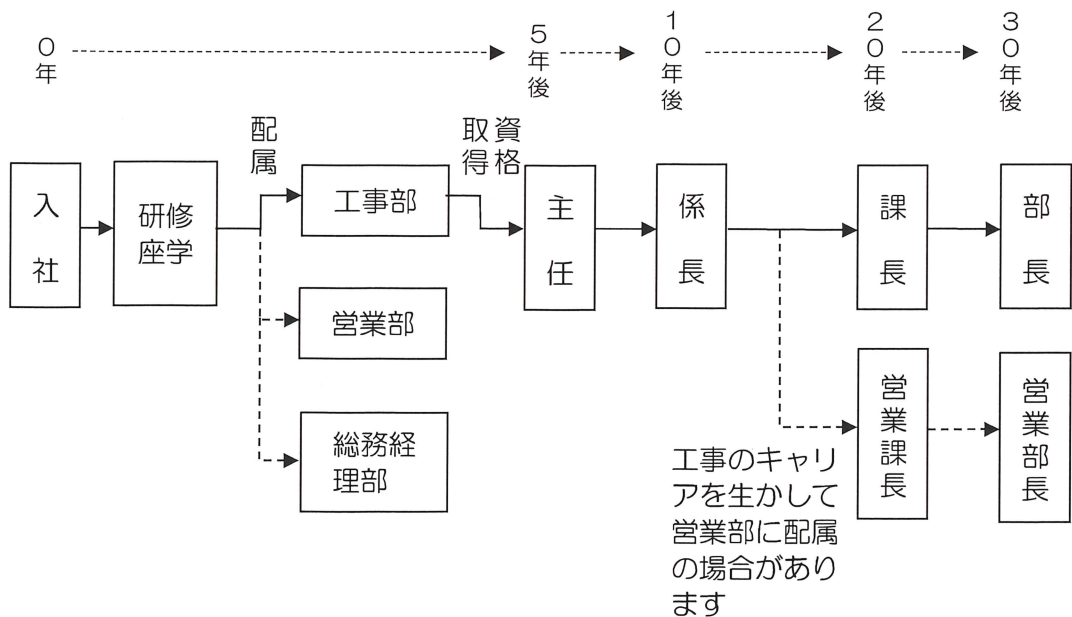 0年
5年後
10年後
20年後
30年後
配属
資格
取得
入社
研修
座学
工事部
主任
係長
課長
部長
営業部
総務経
理部
営業課長
営業部長
工事のキャリ
アを生かして
営業部に配属
の場合があり
ます